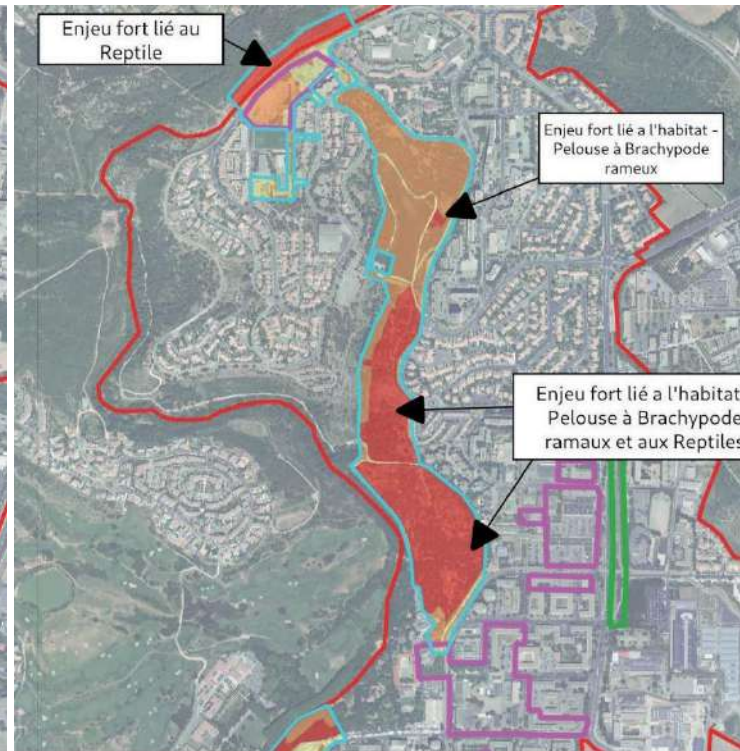 Enjeu fort lié au
Reptile
Enjeu fort lié a l'habitat -
Pelouse à Brachypode
rameux
Enjeu fort lié a l'habitat
Pelouse à Brachypode
ramaux et aux Reptiles